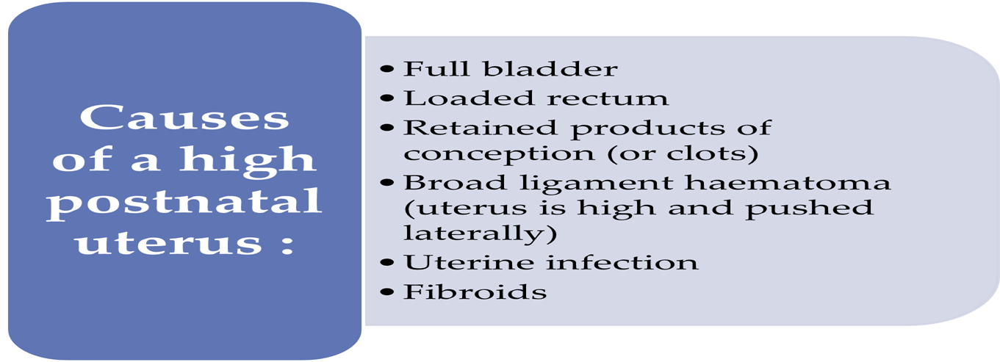 Causes
of a high
postnatal
uterus :
• Full bladder
• Loaded rectum
• Retained products of
conception (or clots)
• Broad ligament haematoma
(uterus is high and pushed
laterally)
• Uterine infection
• Fibroids